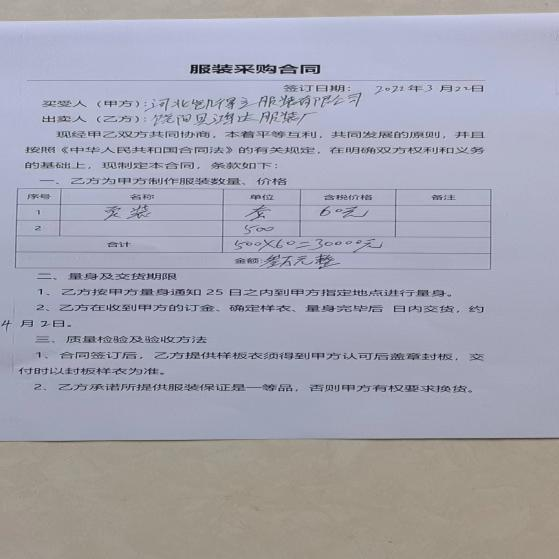 服装采购合同
签订日期： 2022年3月22日
买受人（甲方）：河北凯 服装有限公司
出卖人（乙方）：饶阳县 达服装厂
现经甲乙双方共同协商，本着平等互利，共同发展的原则，并且
按照《中华人民共和国合同法》的有关规定，在明确双方权利和义务
的基础上，现制定本合同，条款如下：
一、乙方为甲方制作服装数量、价格
序号 名称 单位 含税价格 备注
1 夏装 套 60元
2 500
合计 500X60=30000元
金额：叁万元整
二、量身及交货期限
1、乙方按甲方量身通知 25 日之内到甲方指定地点进行量身。
2、乙方在收到甲方的订金、确定样衣、量身完毕后 日内交货，约
4 月 2日。
三、质量检验及验收方法
1、合同签订后，乙方提供样板衣须得到甲方认可后盖章封板，交
付时以封板样衣为准。
2、乙方承诺所提供服装保证是一等品，否则甲方有权要求换货。